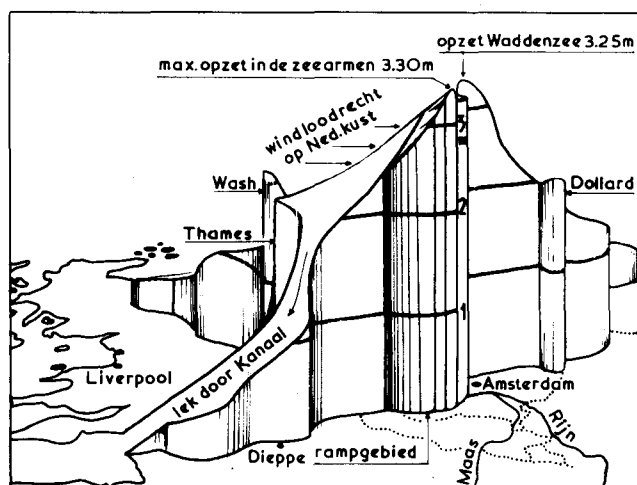 opzet Waddenzee 3.25m
max. opzet in de zeearmen 3.30m
wind loodrecht
op Ned. kust
3
Wash
Dollard
2
Thames
1
lek door Kanaal
Liverpool
Amsterdam
Rijn
Dieppe rampgebied
Maas